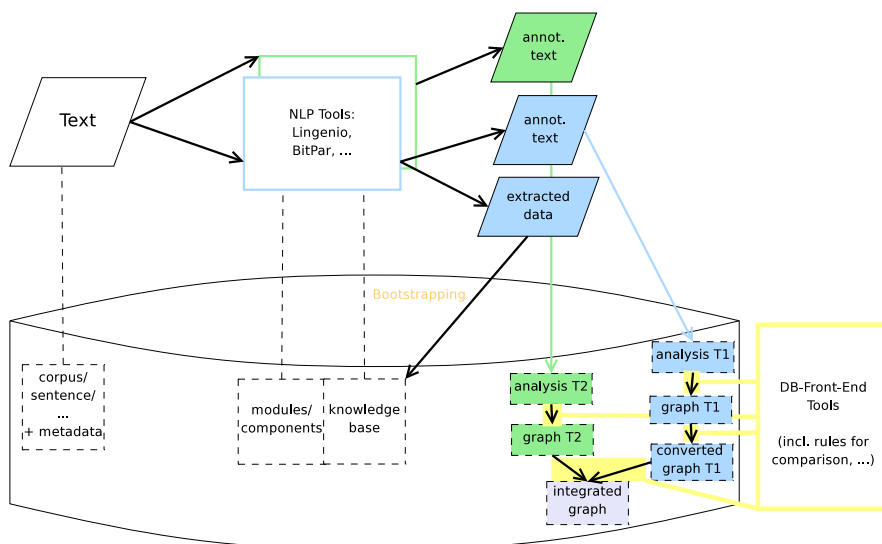 annot.
text
Text
NLP Tools:
Lingenio,
BitPar, ...
annot.
text
extracted
data
Bootstrapping
analysis T1
corpus/
sentence/
...
+ metadata
modules/
components
knowledge
base
analysis T2
graph T1
graph T2
converted
graph T1
integrated
graph
DB-Front-End
Tools
(incl. rules for
comparison, ...)